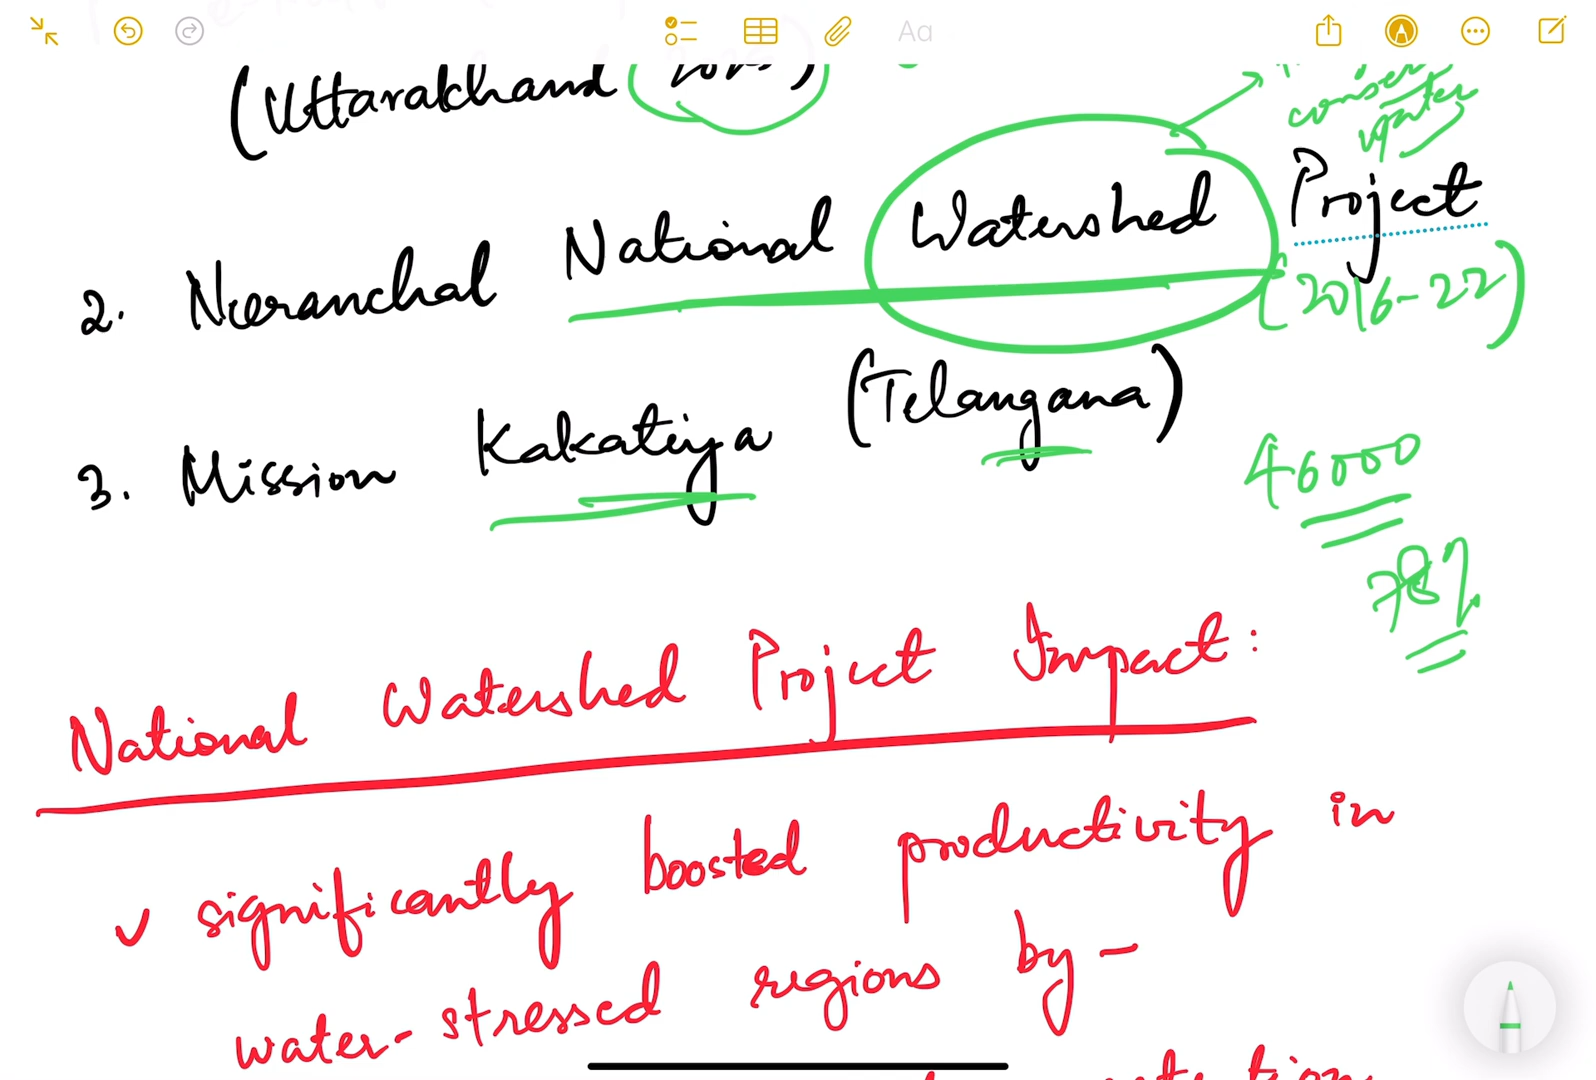 Aa
(Uttarakhand
water
2. Neeranchal National Watershed Project
(2016-22)
3. Mission Kakatiya (Telangana)
46000
78%
National Watershed Project Impact:
✓ significantly boosted productivity in
water-stressed regions by -